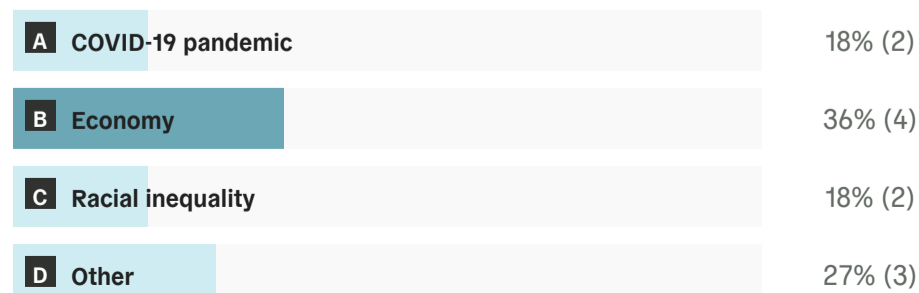 A COVID-19 pandemic 18% (2)
B Economy 36% (4)
C Racial inequality 18% (2)
D Other 27% (3)